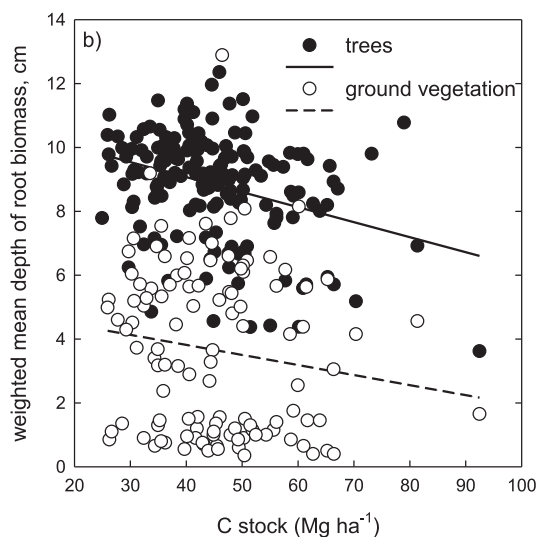 b)
trees
ground vegetation
weighted mean depth of root biomass, cm
14
12
10
8
6
4
2
0
20 30 40 50 60 70 80 90 100
C stock (Mg ha⁻¹)